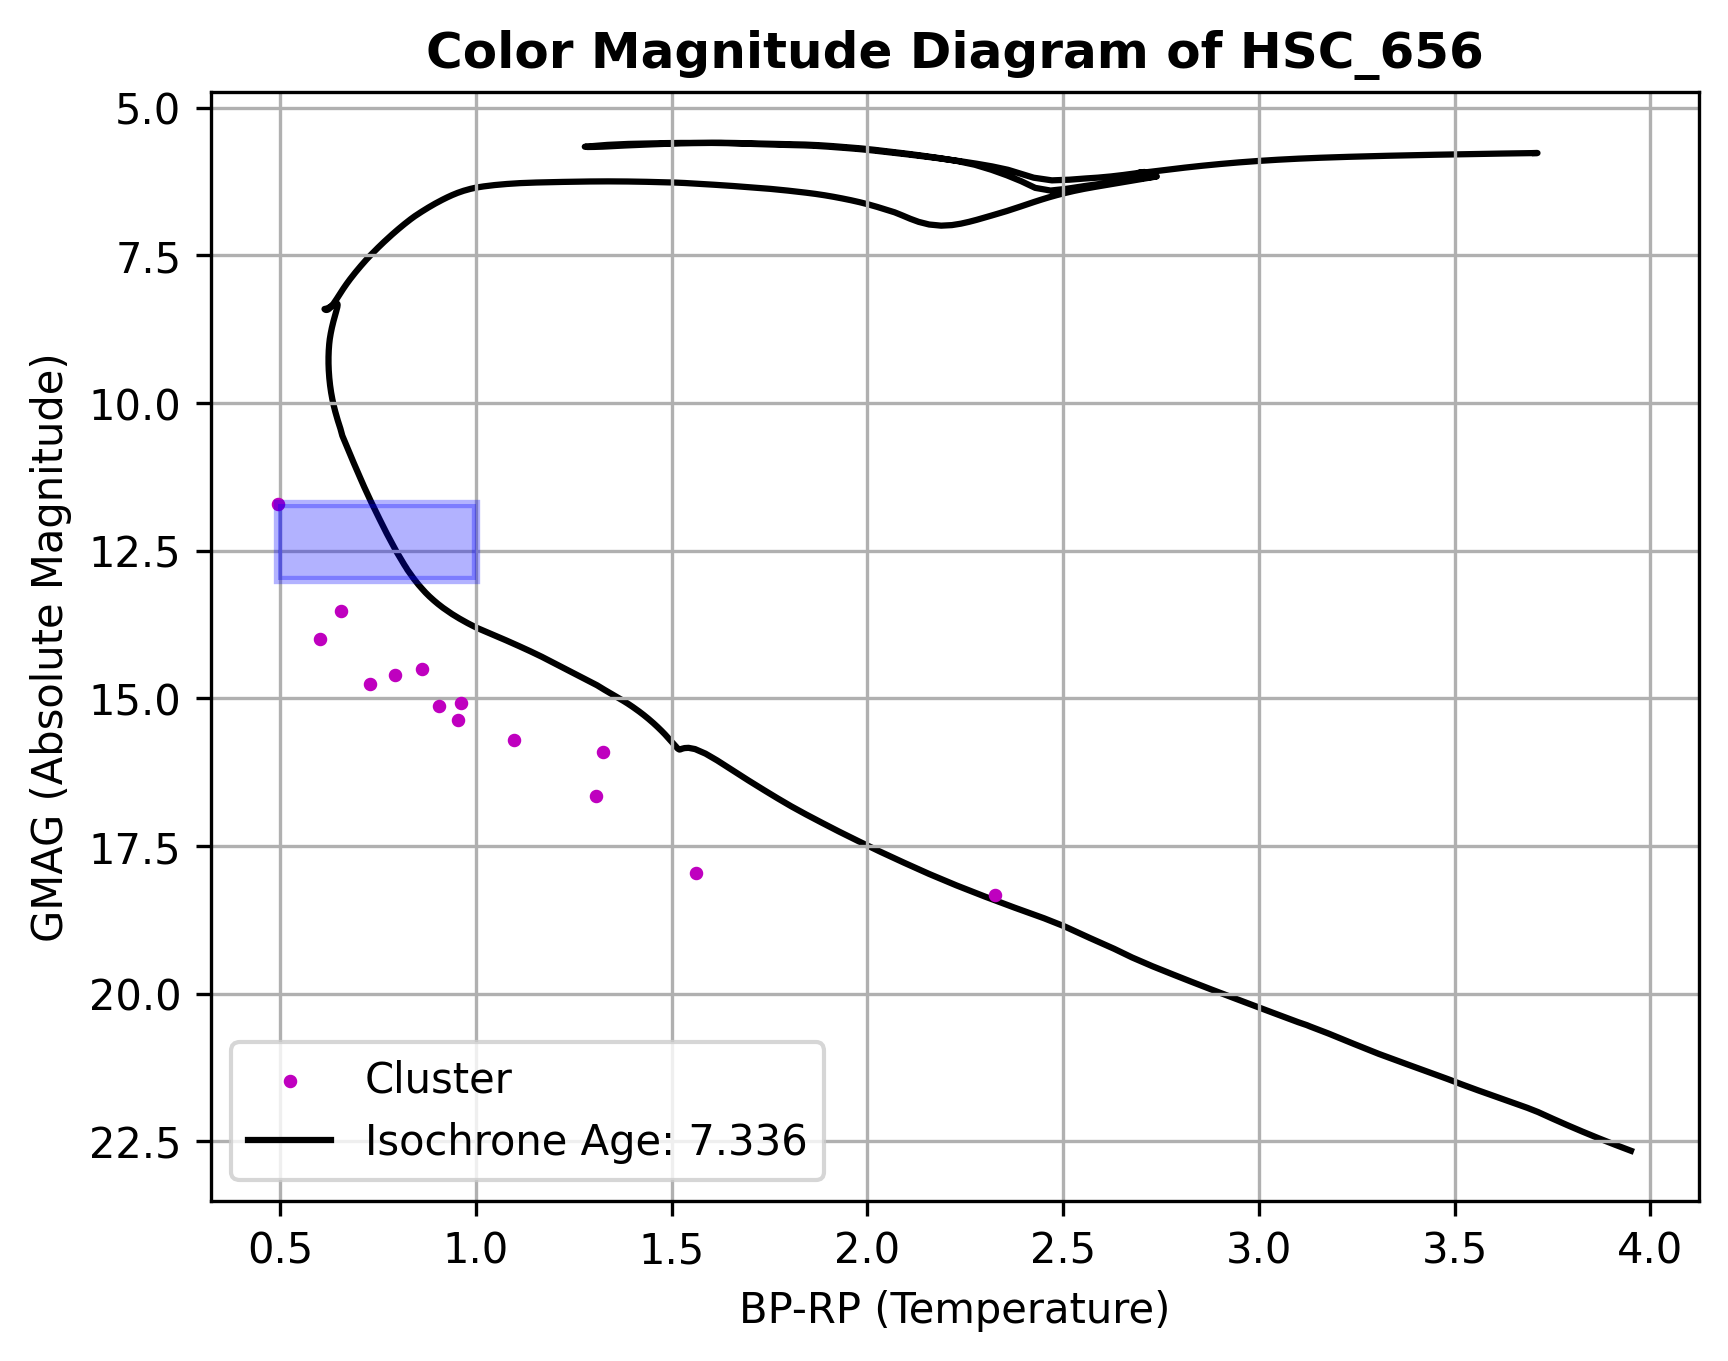 Color Magnitude Diagram of HSC_656
5.0
7.5
10.0
12.5
15.0
17.5
20.0
22.5
GMAG (Absolute Magnitude)
Cluster
Isochrone Age: 7.336
0.5 1.0 1.5 2.0 2.5 3.0 3.5 4.0
BP-RP (Temperature)